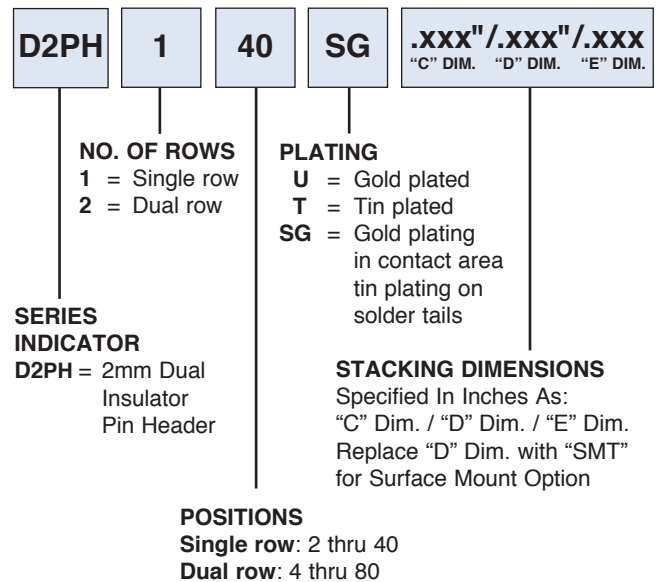 D2PH 1 40 SG .xxx"/.xxx"/.xxx
“C” DIM. “D” DIM. “E” DIM.
NO. OF ROWS
1 = Single row
2 = Dual row
PLATING
U = Gold plated
T = Tin plated
SG = Gold plating
in contact area
tin plating on
solder tails
SERIES
INDICATOR
D2PH = 2mm Dual
Insulator
Pin Header
STACKING DIMENSIONS
Specified In Inches As:
“C” Dim. / “D” Dim. / “E” Dim.
Replace “D” Dim. with “SMT”
for Surface Mount Option
POSITIONS
Single row: 2 thru 40
Dual row: 4 thru 80